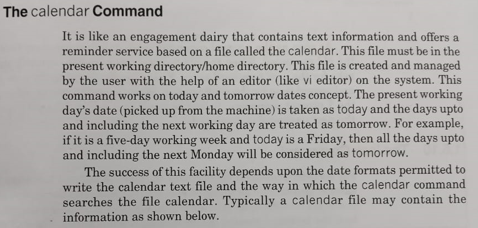 The calendar Command
It is like an engagement dairy that contains text information and offers a
reminder service based on a file called the calendar. This file must be in the
present working directory/home directory. This file is created and managed
by the user with the help of an editor (like vi editor) on the system. This
command works on today and tomorrow dates concept. The present working
day's date (picked up from the machine) is taken as today and the days upto
and including the next working day are treated as tomorrow. For example,
if it is a five-day working week and today is a Friday, then all the days upto
and including the next Monday will be considered as tomorrow.
The success of this facility depends upon the date formats permitted to
write the calendar text file and the way in which the calendar command
searches the file calendar. Typically a calendar file may contain the
information as shown below.